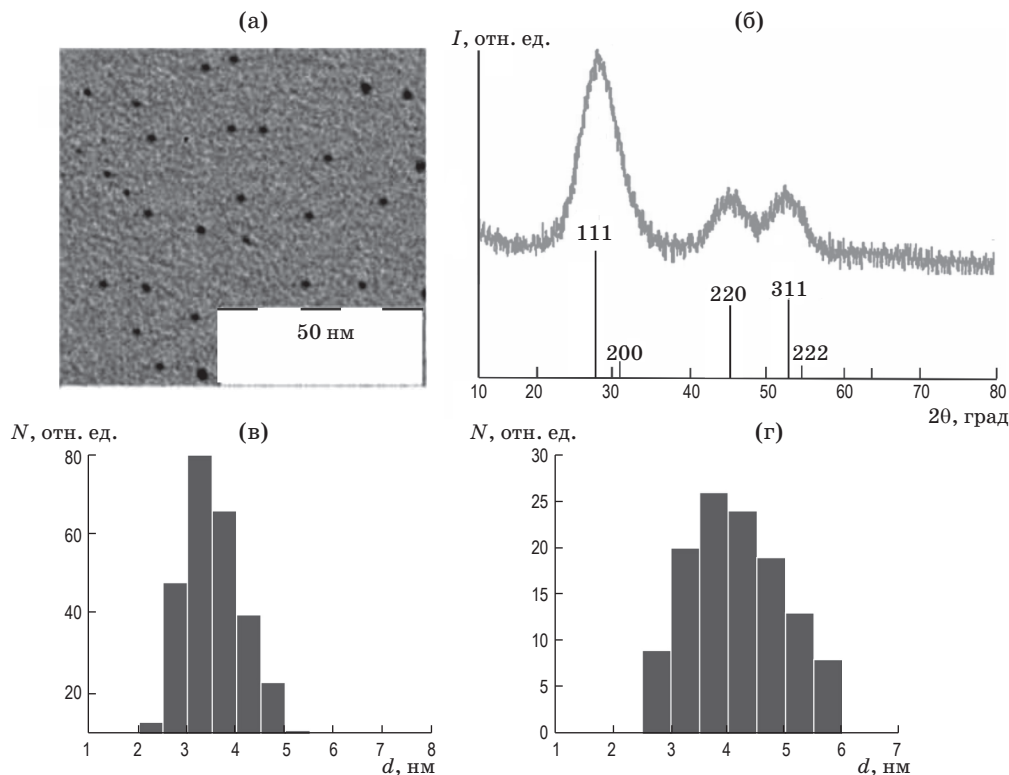 (а)
50 нм
(б)
I, отн. ед.
111
200
220
311
222
10 20 30 40 50 60 70 80
2θ, град
(в)
N, отн. ед.
80
60
40
20
1 2 3 4 5 6 7 8
d, нм
(г)
N, отн. ед.
30
25
20
15
10
5
0
1 2 3 4 5 6 7
d, нм